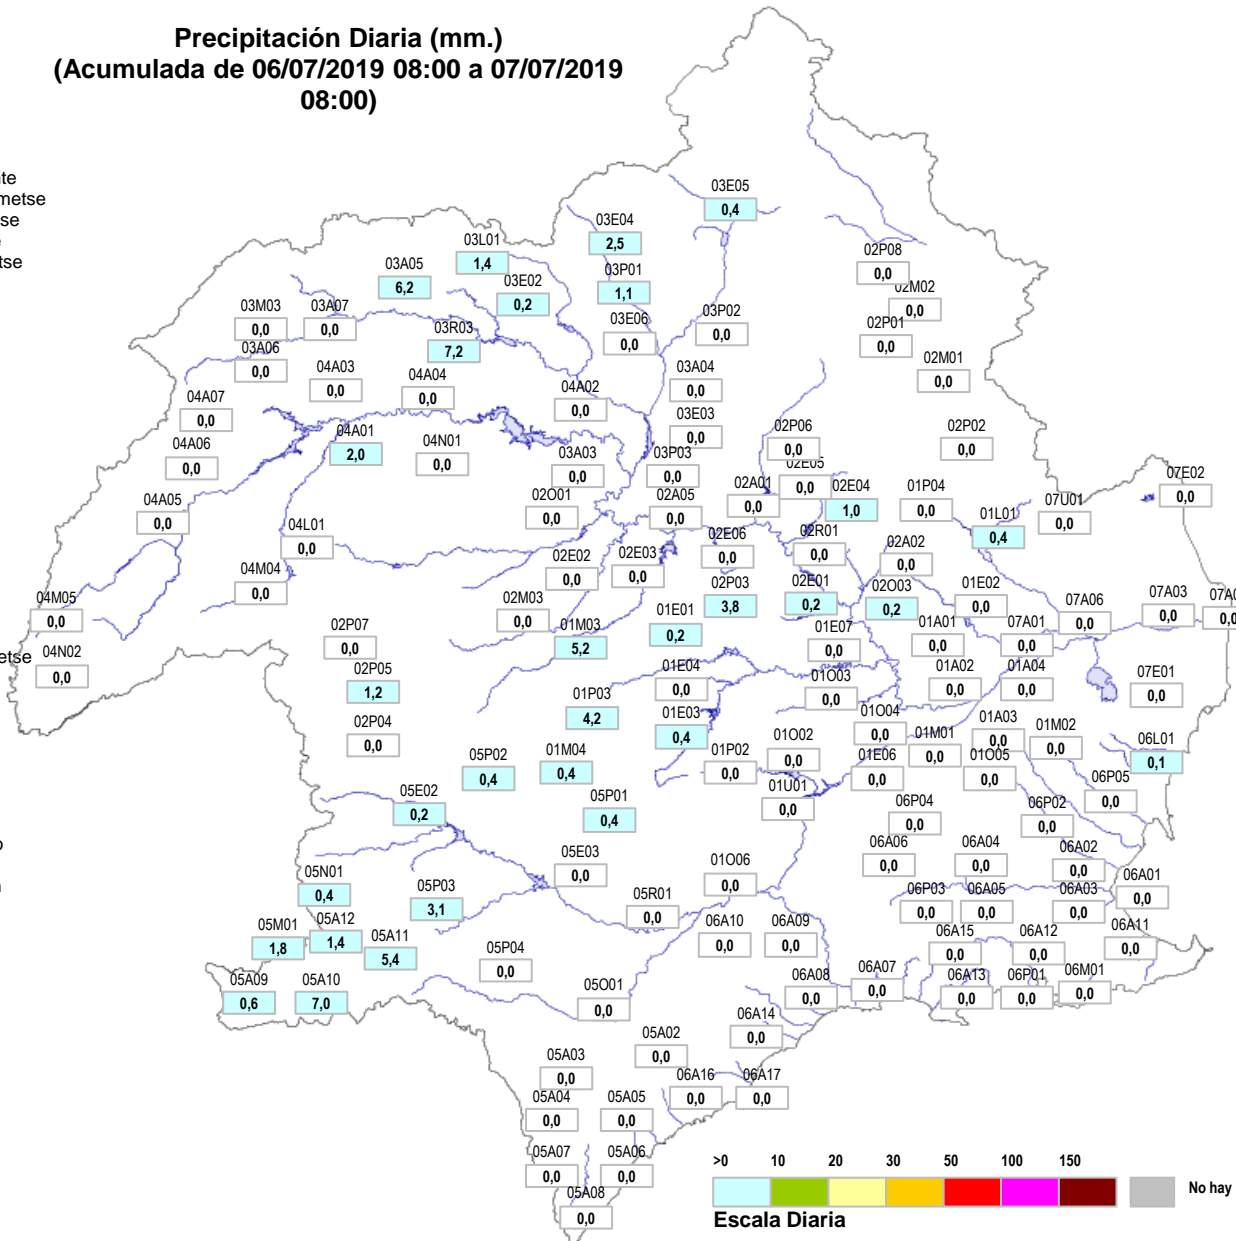 Precipitación Diaria (mm.)
(Acumulada de 06/07/2019 08:00 a 07/07/2019
08:00)
03E05
0,4
03E04
2,5
03L01
1,4
02P08
0,0
03A05
6,2
03P01
1,1
03E02
0,2
02M02
0,0
03M03
0,0
03A07
0,0
03R03
7,2
03E06
0,0
03P02
0,0
02P01
0,0
03A06
0,0
04A03
0,0
04A04
0,0
04A02
0,0
03A04
0,0
02M01
0,0
04A07
0,0
03E03
0,0
04A01
2,0
04A06
0,0
04N01
0,0
03A03
0,0
03P03
0,0
02P06
0,0
02P02
0,0
02E05
0,0
02A01
0,0
02E04
1,0
01P04
0,0
07E02
0,0
07U01
0,0
01L01
0,4
04A05
0,0
02O01
0,0
02A05
0,0
04L01
0,0
02E02
0,0
02E03
0,0
02E06
0,0
02R01
0,0
02A02
0,0
04M04
0,0
04M05
0,0
02M03
0,0
01M03
5,2
01E01
0,2
02P03
3,8
02E01
0,2
02O03
0,2
01E02
0,0
07A06
0,0
07A03
0,0
07A0
0,0
02P07
0,0
01E07
0,0
01A01
0,0
07A01
0,0
etse
04N02
0,0
02P05
1,2
01E04
0,0
01O03
0,0
01A02
0,0
01A04
0,0
07E01
0,0
01P03
4,2
01E03
0,4
02P04
0,0
01O04
0,0
01M01
0,0
01A03
0,0
01M02
0,0
06L01
0,1
05P02
0,4
01M04
0,4
01P02
0,0
01O02
0,0
01E06
0,0
01O05
0,0
06P05
0,0
05E02
0,2
05P01
0,4
01U01
0,0
06P04
0,0
06P02
0,0
05E03
0,0
01O06
0,0
06A06
0,0
06A04
0,0
06A02
0,0
05N01
0,4
05P03
3,1
05R01
0,0
06P03
0,0
06A05
0,0
06A03
0,0
06A01
0,0
05M01
1,8
05A12
1,4
05A11
5,4
05P04
0,0
06A10
0,0
06A09
0,0
06A15
0,0
06A12
0,0
06A11
0,0
05A09
0,6
05A10
7,0
05O01
0,0
06A08
0,0
06A07
0,0
06A13
0,0
06P01
0,0
06M01
0,0
05A02
0,0
06A14
0,0
05A03
0,0
06A16
0,0
06A17
0,0
05A04
0,0
05A05
0,0
05A07
0,0
05A06
0,0
05A08
0,0
>0 10 20 30 50 100 150
No hay
Escala Diaria